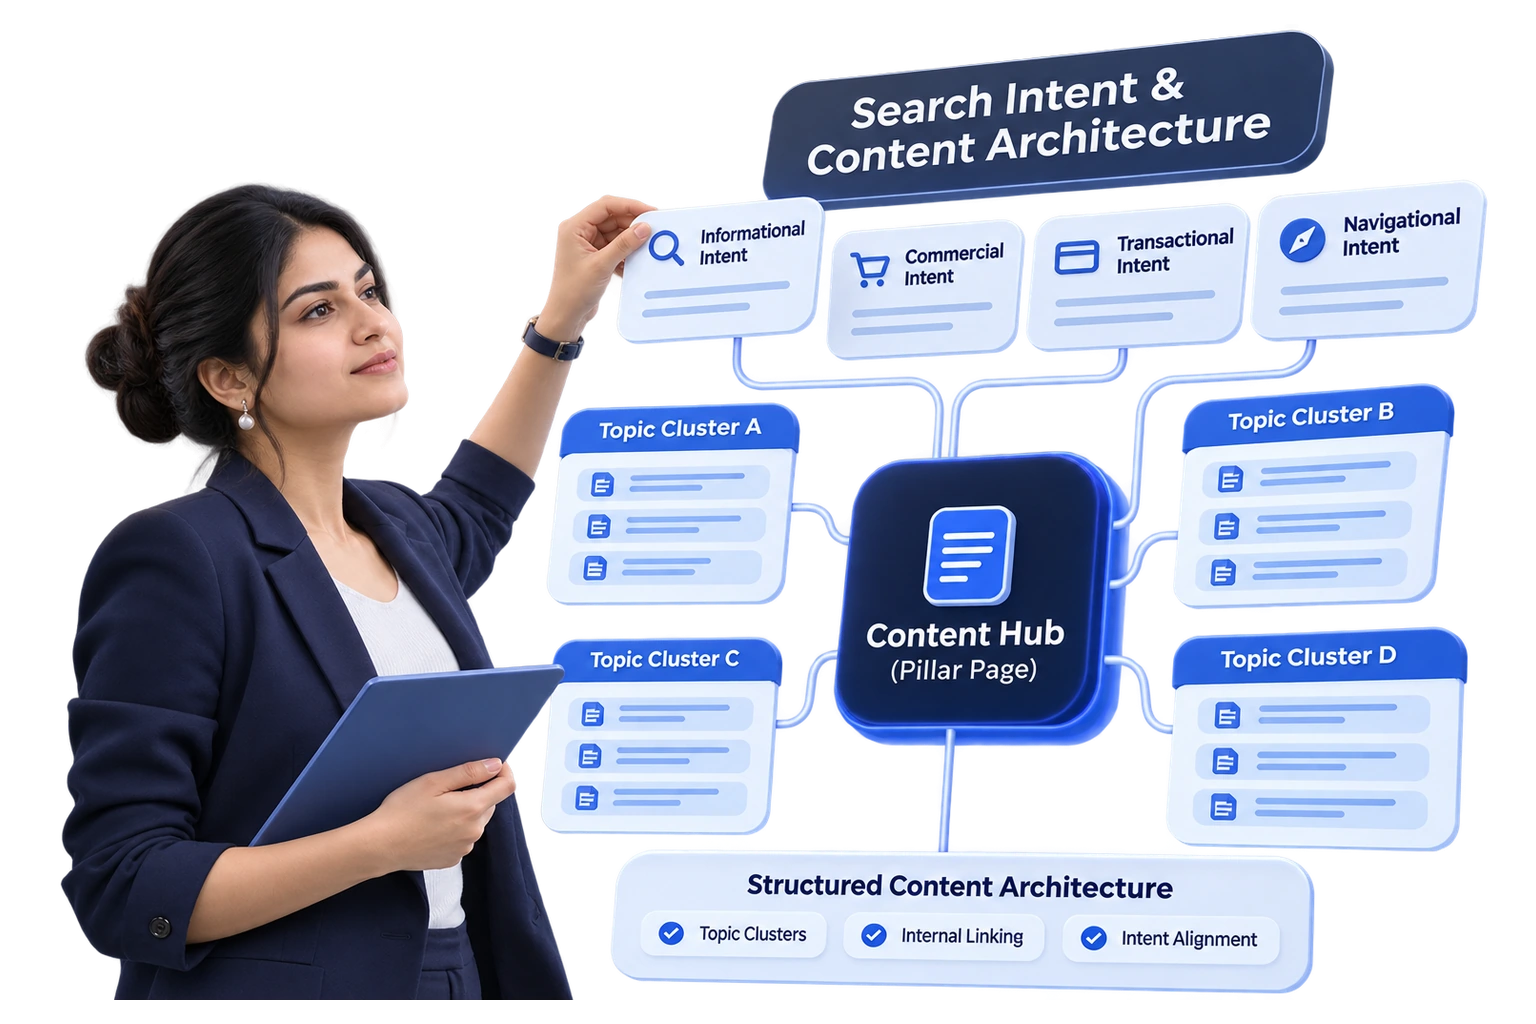 Search Intent &
Content Architecture
Informational
Intent
Commercial
Intent
Transactional
Intent
Navigational
Intent
Topic Cluster A
Topic Cluster B
Content Hub
(Pillar Page)
Topic Cluster C
Topic Cluster D
Structured Content Architecture
Topic Clusters
Internal Linking
Intent Alignment